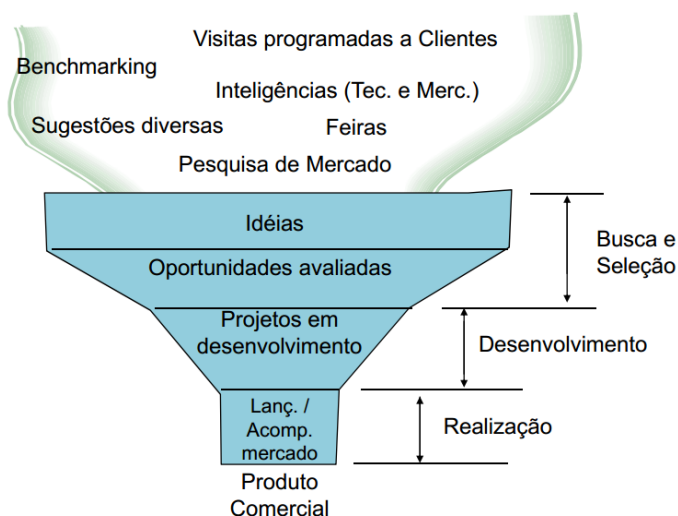 Visitas programadas a Clientes
Benchmarking
Inteligências (Tec. e Merc.)
Sugestões diversas
Feiras
Pesquisa de Mercado
Idéias
Oportunidades avaliadas
Busca e
Seleção
Projetos em
desenvolvimento
Desenvolvimento
Lanç. /
Acomp.
mercado
Realização
Produto
Comercial